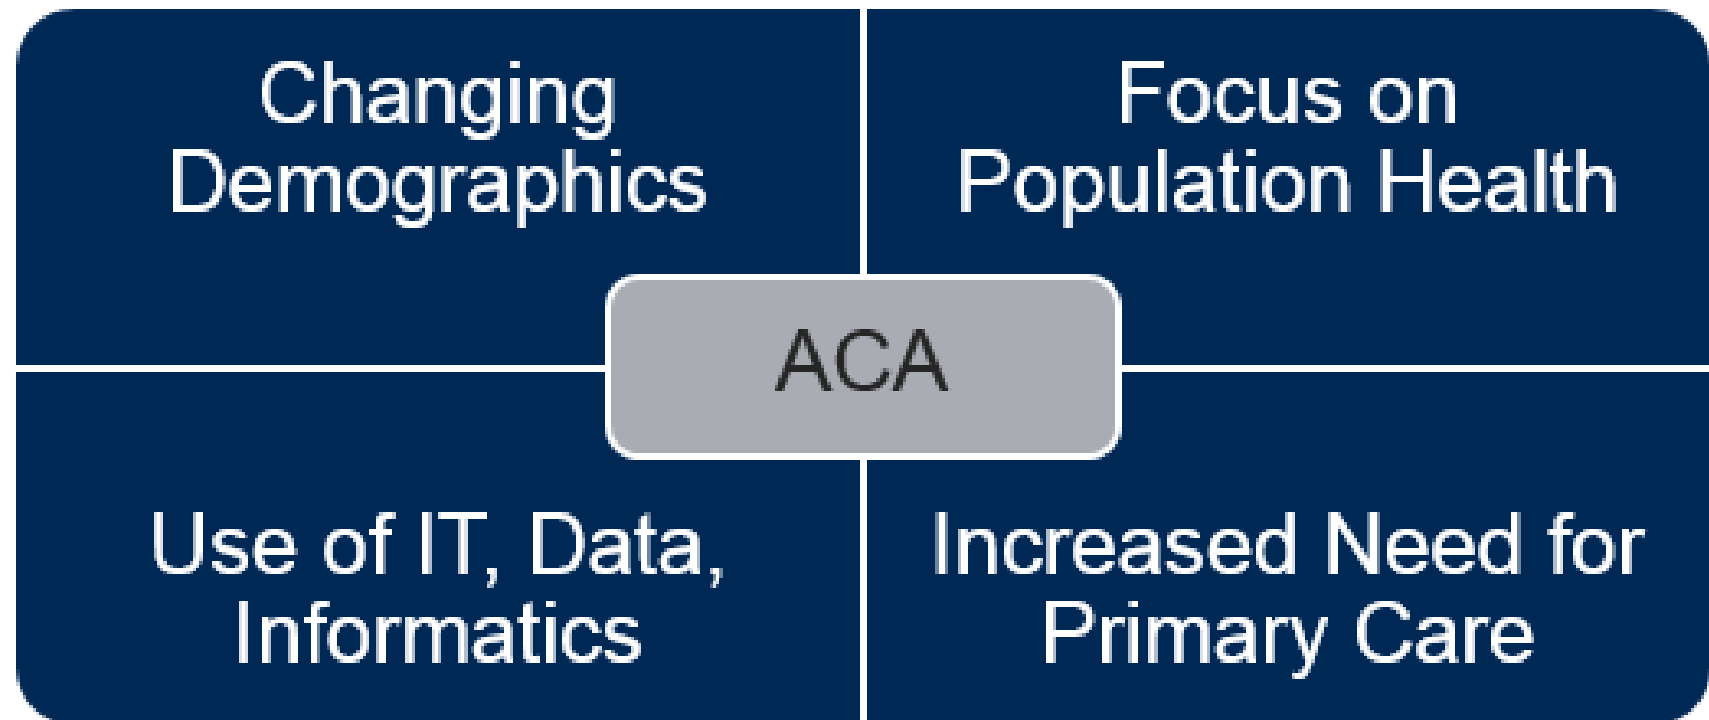 Changing
Demographics
Focus on
Population Health
ACA
Use of IT, Data,
Informatics
Increased Need for
Primary Care